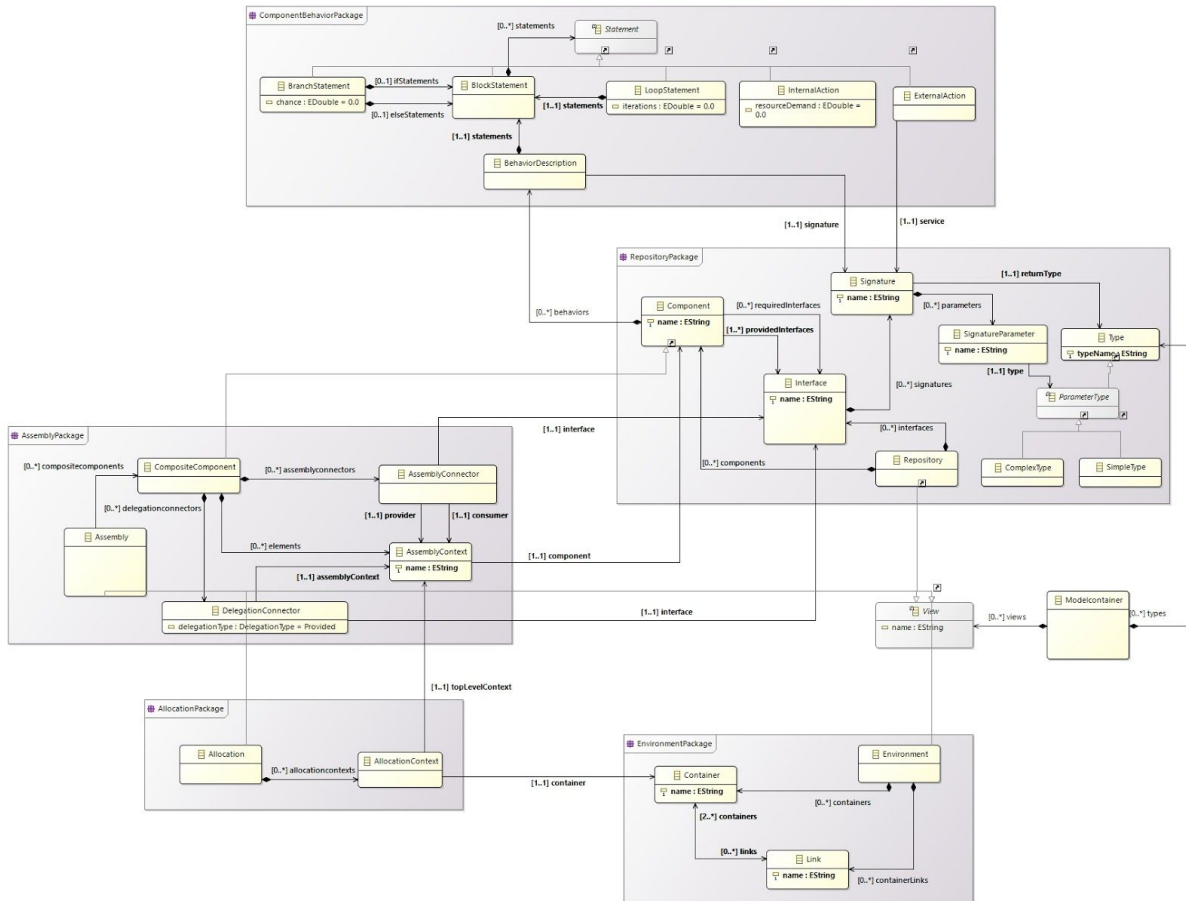 ComponentBehaviorPackage
[0..*] statements
Statement
BranchStatement
chance : EDouble = 0.0
[0..1] ifStatements
[0..1] elseStatements
BlockStatement
[1..1] statements
LoopStatement
iterations : EDouble = 0.0
InternalAction
resourceDemand : EDouble =
0.0
ExternalAction
[1..1] statements
BehaviorDescription
[1..1] signature
[1..1] service
RepositoryPackage
Signature
name : EString
[1..1] returnType
[0..*] behaviors
Component
name : EString
[0..*] requiredInterfaces
[1..*] providedInterfaces
[0..*] parameters
SignatureParameter
name : EString
Type
typeName : EString
[1..1] type
Interface
name : EString
[0..*] signatures
ParameterType
[0..*] interfaces
[1..1] interface
[0..*] components
Repository
ComplexType
SimpleType
AssemblyPackage
[0..*] compositecomponents
CompositeComponent
[0..*] assemblyconnectors
AssemblyConnector
[0..*] delegationconnectors
[1..1] provider
[1..1] consumer
Assembly
[0..*] elements
AssemblyContext
name : EString
[1..1] component
[1..1] assemblyContext
DelegationConnector
delegationType : DelegationType = Provided
[1..1] interface
View
name : EString
[0..*] views
Modelcontainer
[0..*] types
[1..1] topLevelContext
AllocationPackage
Allocation
[0..*] allocationcontexts
AllocationContext
[1..1] container
EnvironmentPackage
Environment
Container
name : EString
[0..*] containers
[2..*] containers
[0..*] links
Link
name : EString
[0..*] containerLinks